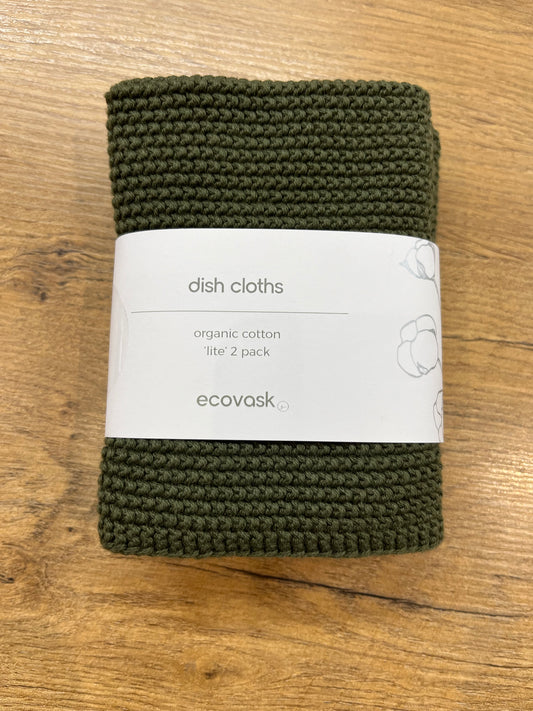 dish cloths
organic cotton
'lite' 2 pack
ecovask